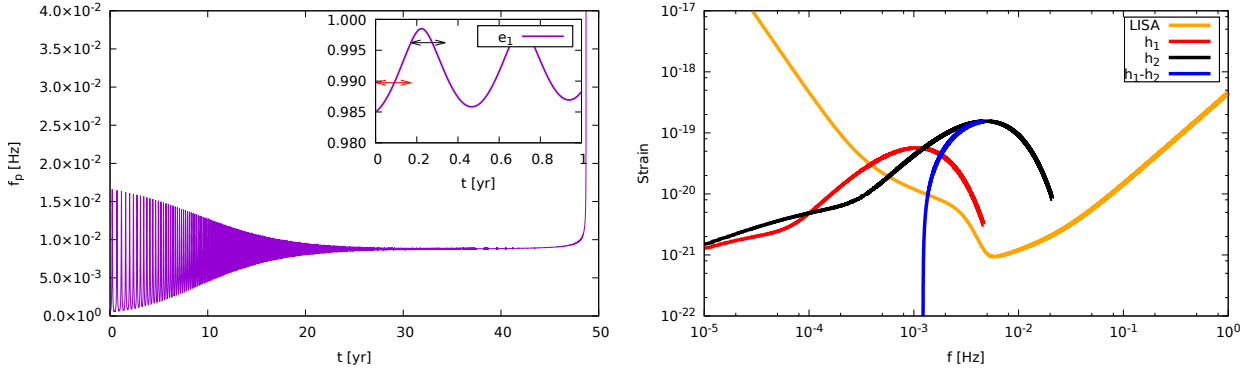 4.0×10⁻²
3.5×10⁻²
3.0×10⁻²
2.5×10⁻²
2.0×10⁻²
1.5×10⁻²
1.0×10⁻²
5.0×10⁻³
0.0×10⁰
fₚ [Hz]
0 10 20 30 40 50
t [yr]
1.000
0.995
0.990
0.985
0.980
e₁
0 0.2 0.4 0.6 0.8 1
t [yr]
10⁻¹⁷
10⁻¹⁸
10⁻¹⁹
10⁻²⁰
10⁻²¹
10⁻²²
Strain
LISA
h₁
h₂
h₁-h₂
10⁻⁵ 10⁻⁴ 10⁻³ 10⁻² 10⁻¹ 10⁰
f [Hz]